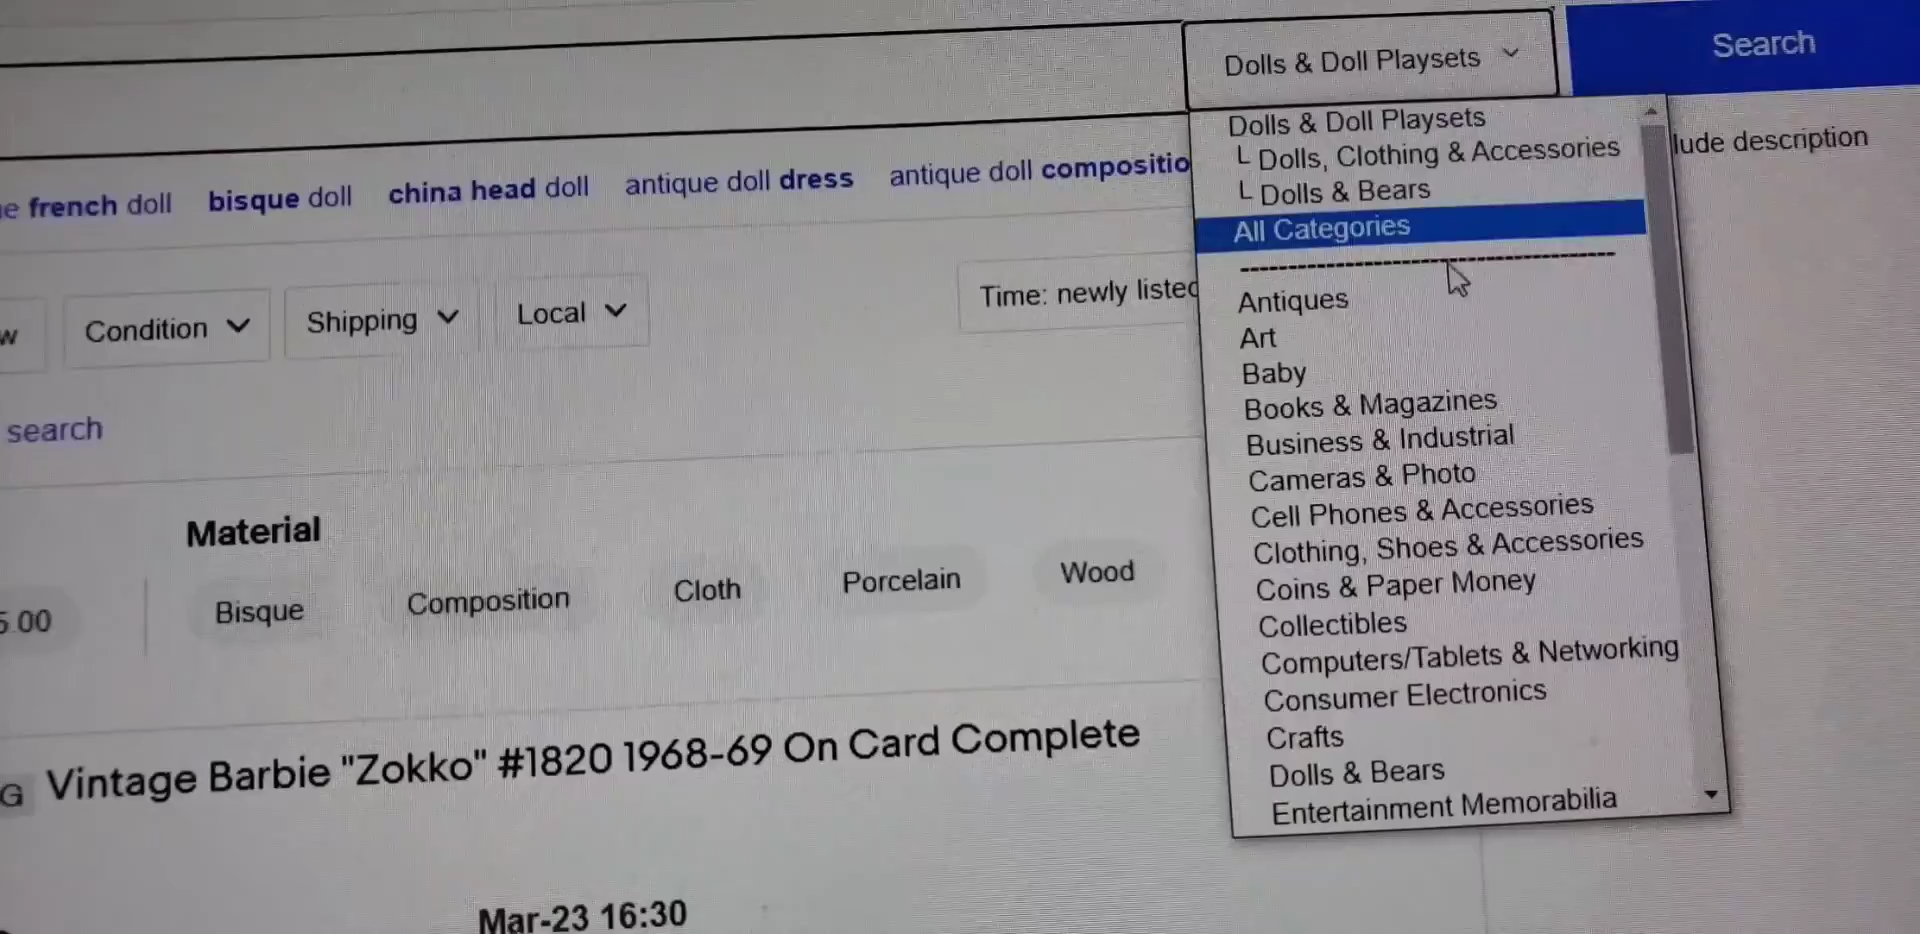 Dolls & Doll Playsets
Search
Dolls & Doll Playsets
Dolls, Clothing & Accessories
Dolls & Bears
All Categories
lude description
e french doll bisque doll china head doll antique doll dress antique doll compositio
w Condition Shipping Local Time: newly listed
search
Antiques
Art
Baby
Books & Magazines
Business & Industrial
Cameras & Photo
Cell Phones & Accessories
Clothing, Shoes & Accessories
Coins & Paper Money
Collectibles
Computers/Tablets & Networking
Consumer Electronics
Crafts
Dolls & Bears
Entertainment Memorabilia
Material
5.00 Bisque Composition Cloth Porcelain Wood
G Vintage Barbie "Zokko" #1820 1968-69 On Card Complete
Mar-23 16:30